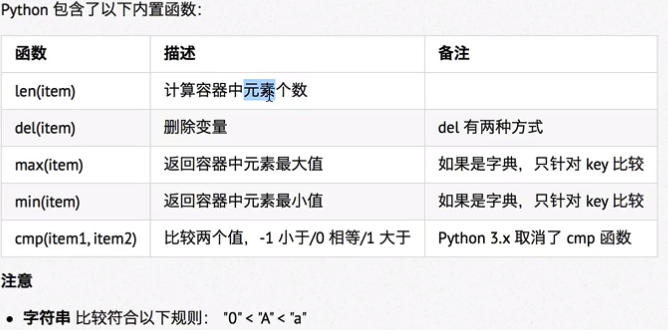 Python 包含了以下内置函数：
函数 描述 备注
len(item) 计算容器中元素个数
del(item) 删除变量 del 有两种方式
max(item) 返回容器中元素最大值 如果是字典，只针对 key 比较
min(item) 返回容器中元素最小值 如果是字典，只针对 key 比较
cmp(item1, item2) 比较两个值，-1 小于/0 相等/1 大于 Python 3.x 取消了 cmp 函数
注意
• 字符串 比较符合以下规则： "0" < "A" < "a"